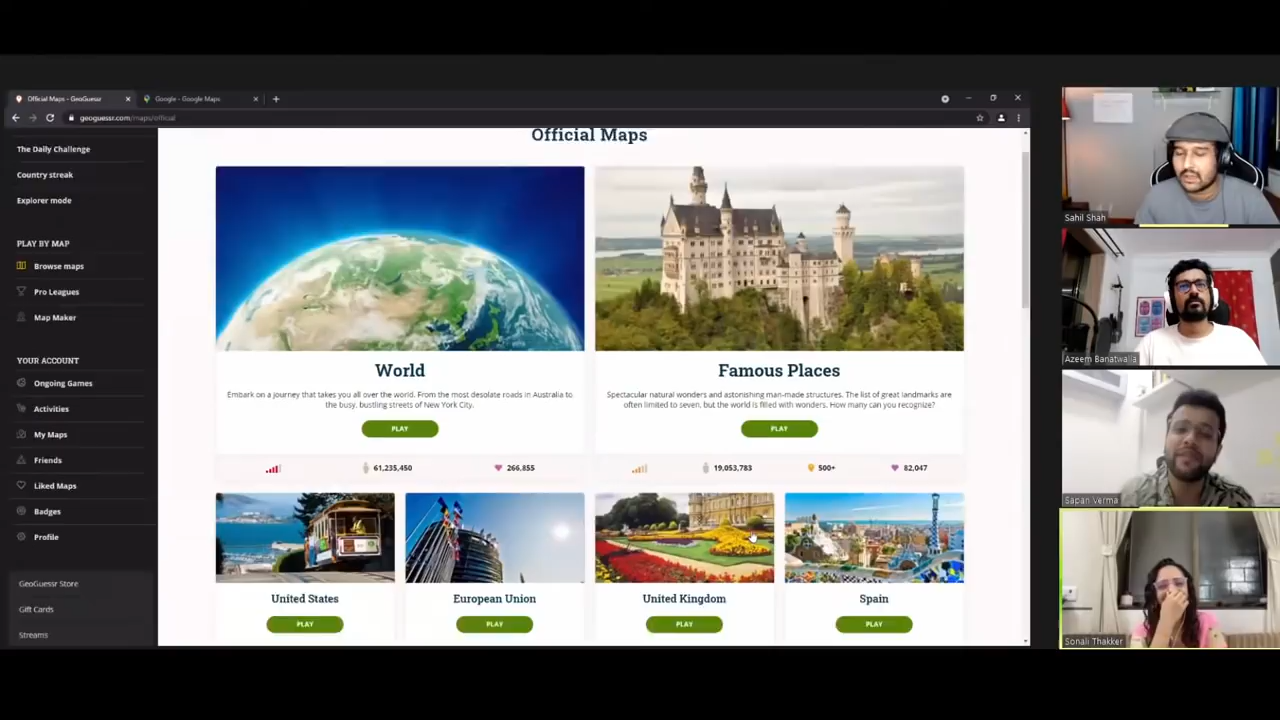 Official Maps - GeoGuessr
Google - Google Maps
geoguessr.com/maps/official
The Daily Challenge
Country streak
Explorer mode
PLAY BY MAP
Browse maps
Pro Leagues
Map Maker
YOUR ACCOUNT
Ongoing Games
Activities
My Maps
Friends
Liked Maps
Badges
Profile
GeoGuessr Store
Gift Cards
Streams
Official Maps
World
Embark on a journey that takes you all over the world. From the most desolate roads in Australia to
the busy, bustling streets of New York City.
PLAY
61,235,450
266,855
Famous Places
Spectacular natural wonders and astonishing man-made structures. The list of great landmarks are
often limited to seven, but the world is filled with wonders. How many can you recognize?
PLAY
19,053,783
500+
82,047
United States
PLAY
European Union
PLAY
United Kingdom
PLAY
Spain
PLAY
Sahil Shah
Azeem Banatwalla
Sapan Verma
Sonali Thakker